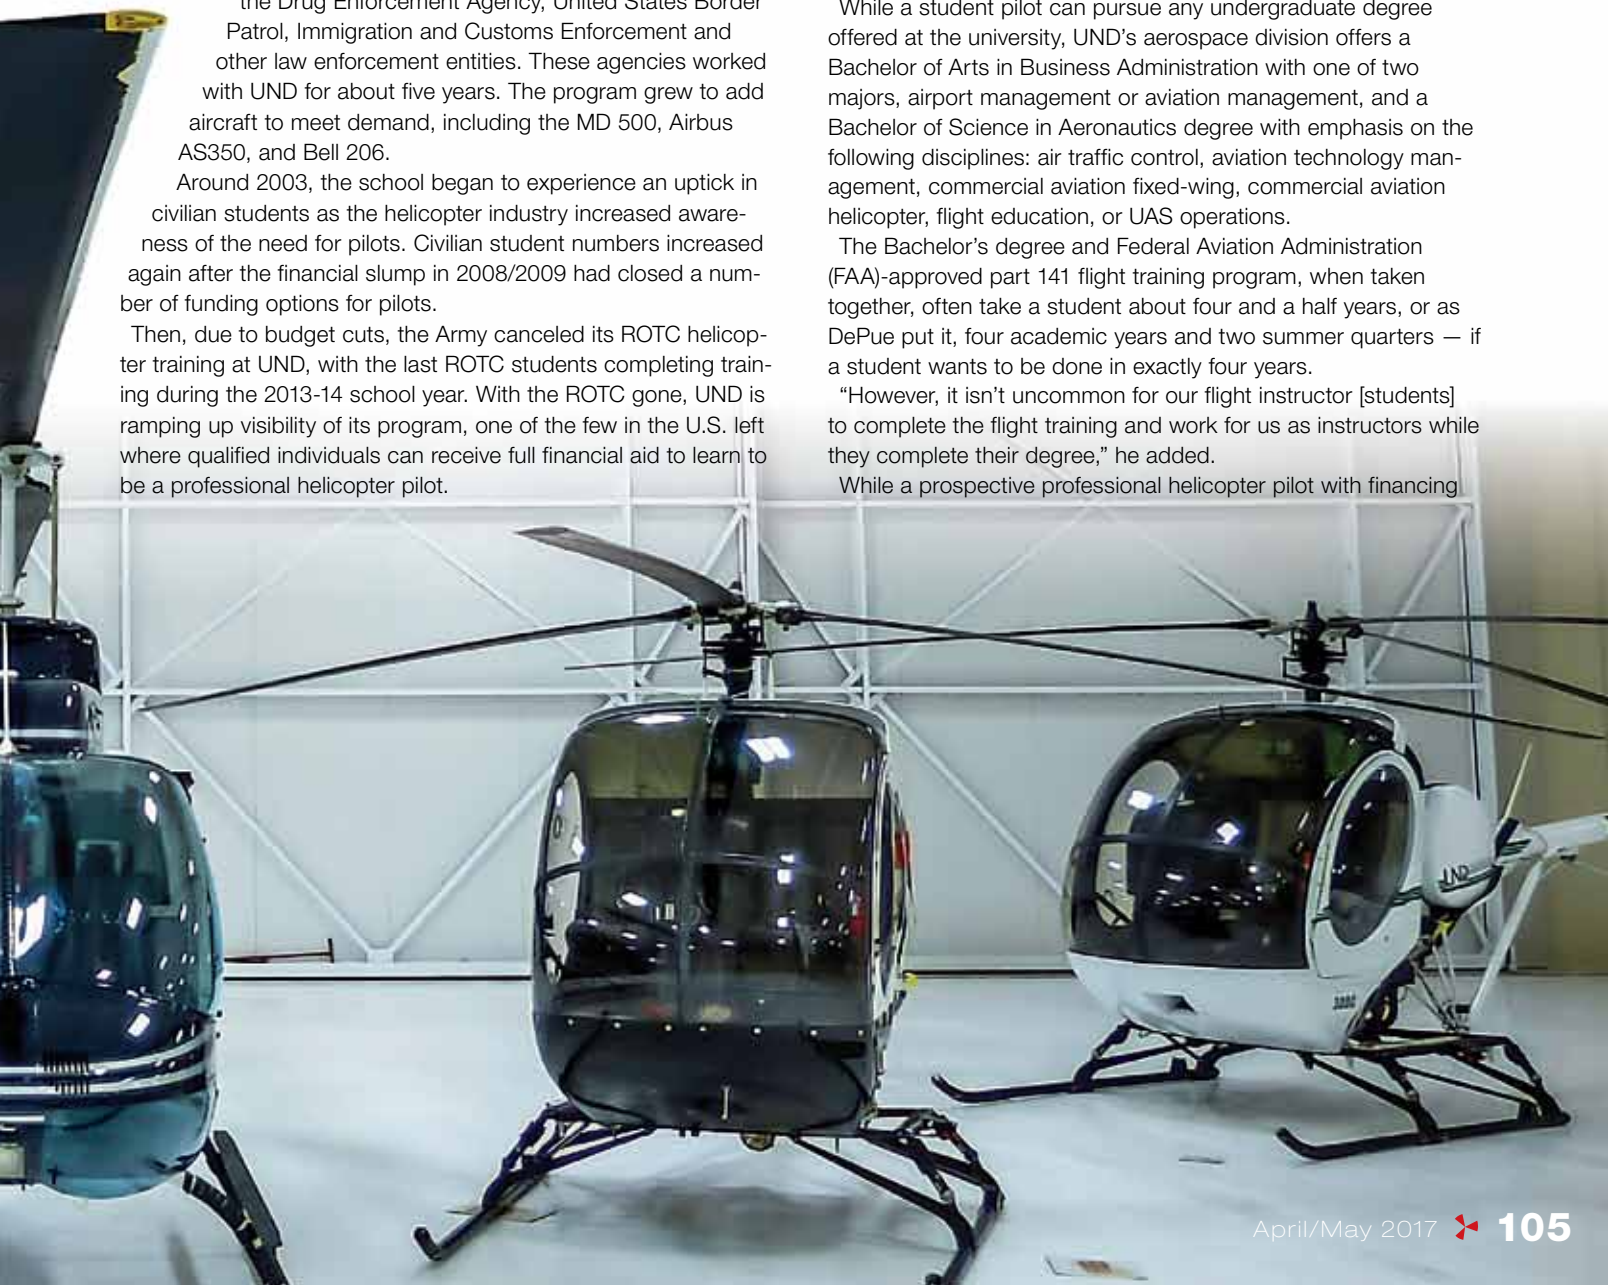 the Drug Enforcement Agency, United States Border
Patrol, Immigration and Customs Enforcement and
other law enforcement entities. These agencies worked
with UND for about five years. The program grew to add
aircraft to meet demand, including the MD 500, Airbus
AS350, and Bell 206.
Around 2003, the school began to experience an uptick in
civilian students as the helicopter industry increased aware-
ness of the need for pilots. Civilian student numbers increased
again after the financial slump in 2008/2009 had closed a num-
ber of funding options for pilots.
Then, due to budget cuts, the Army canceled its ROTC helicop-
ter training at UND, with the last ROTC students completing train-
ing during the 2013-14 school year. With the ROTC gone, UND is
ramping up visibility of its program, one of the few in the U.S. left
where qualified individuals can receive full financial aid to learn to
be a professional helicopter pilot.
While a student pilot can pursue any undergraduate degree
offered at the university, UND’s aerospace division offers a
Bachelor of Arts in Business Administration with one of two
majors, airport management or aviation management, and a
Bachelor of Science in Aeronautics degree with emphasis on the
following disciplines: air traffic control, aviation technology man-
agement, commercial aviation fixed-wing, commercial aviation
helicopter, flight education, or UAS operations.
The Bachelor’s degree and Federal Aviation Administration
(FAA)-approved part 141 flight training program, when taken
together, often take a student about four and a half years, or as
DePue put it, four academic years and two summer quarters — if
a student wants to be done in exactly four years.
“However, it isn’t uncommon for our flight instructor [students]
to complete the flight training and work for us as instructors while
they complete their degree,” he added.
While a prospective professional helicopter pilot with financing
UND
April/May 2017 105